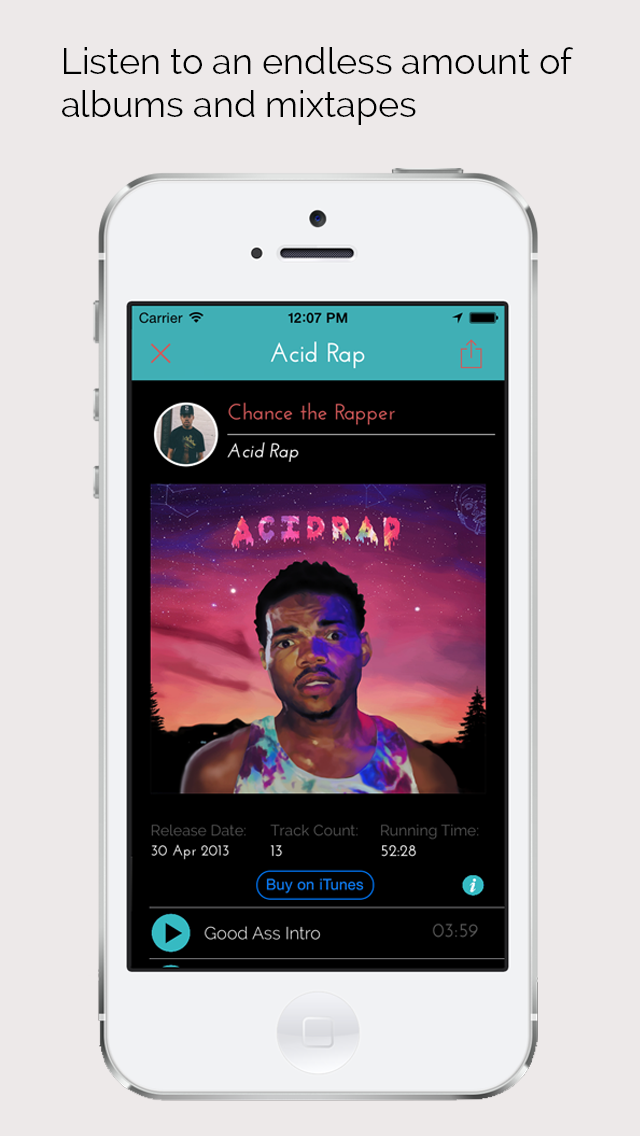 Listen to an endless amount of
albums and mixtapes
Carrier 12:07 PM
Acid Rap
Chance the Rapper
Acid Rap
ACIDRAP
Release Date: Track Count: Running Time:
30 Apr 2013 13 52:28
Buy on iTunes i
Good Ass Intro 03:59